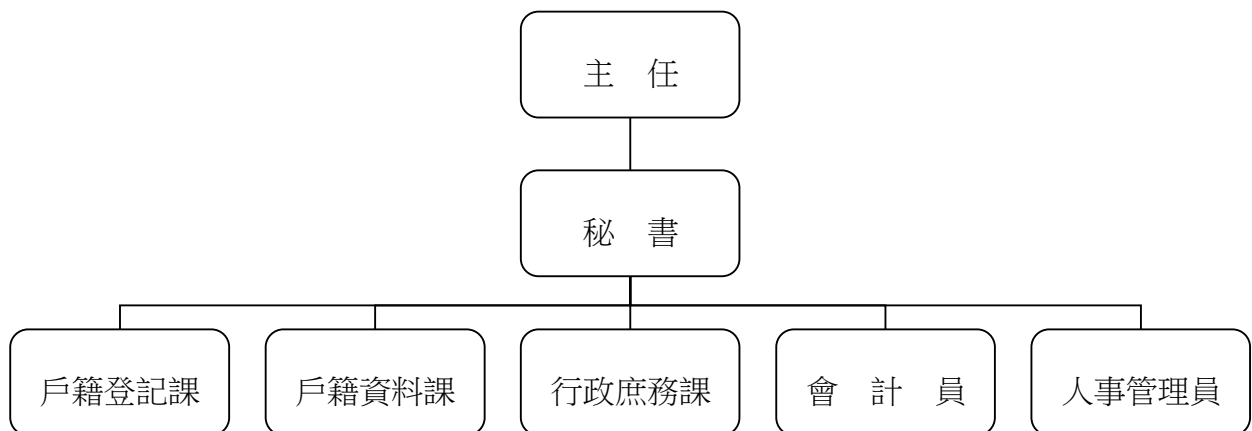 主　任
秘　書
戶籍登記課
戶籍資料課
行政庶務課
會　計　員
人事管理員